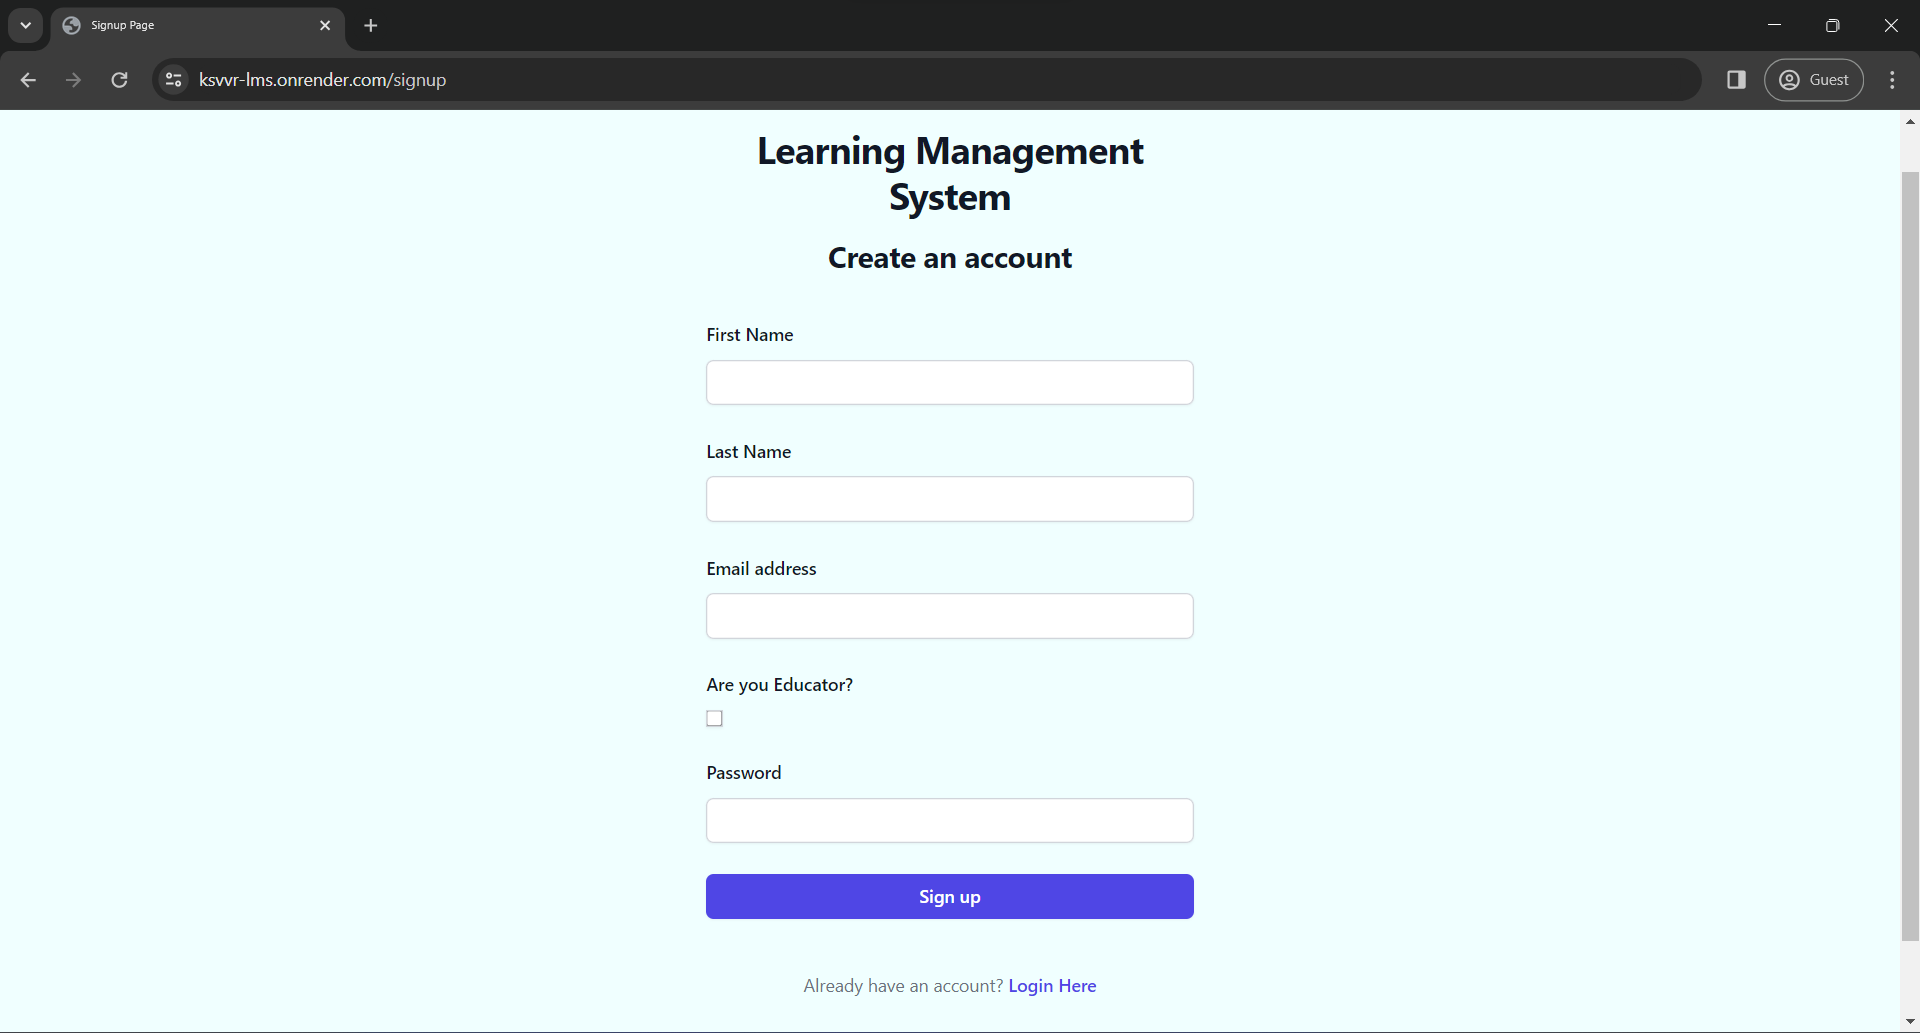 Signup Page
ksvvr-lms.onrender.com/signup
Guest
Learning Management
System
Create an account
First Name
Last Name
Email address
Are you Educator?
Password
Sign up
Already have an account? Login Here